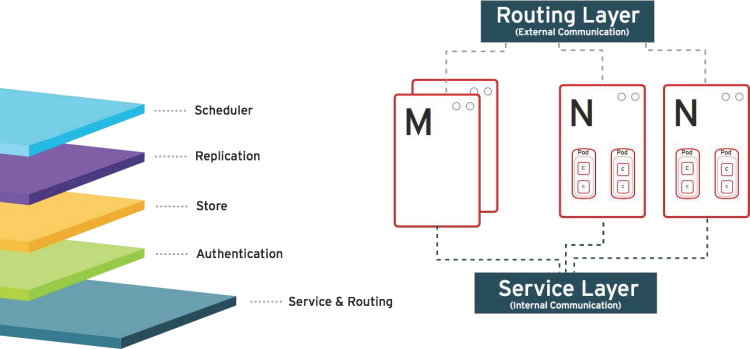 Scheduler
Replication
Store
Authentication
Service & Routing
Routing Layer
(External Communication)
M
N
Pod
Pod
C
C
C
C
N
Pod
Pod
C
C
C
C
Service Layer
(Internal Communication)